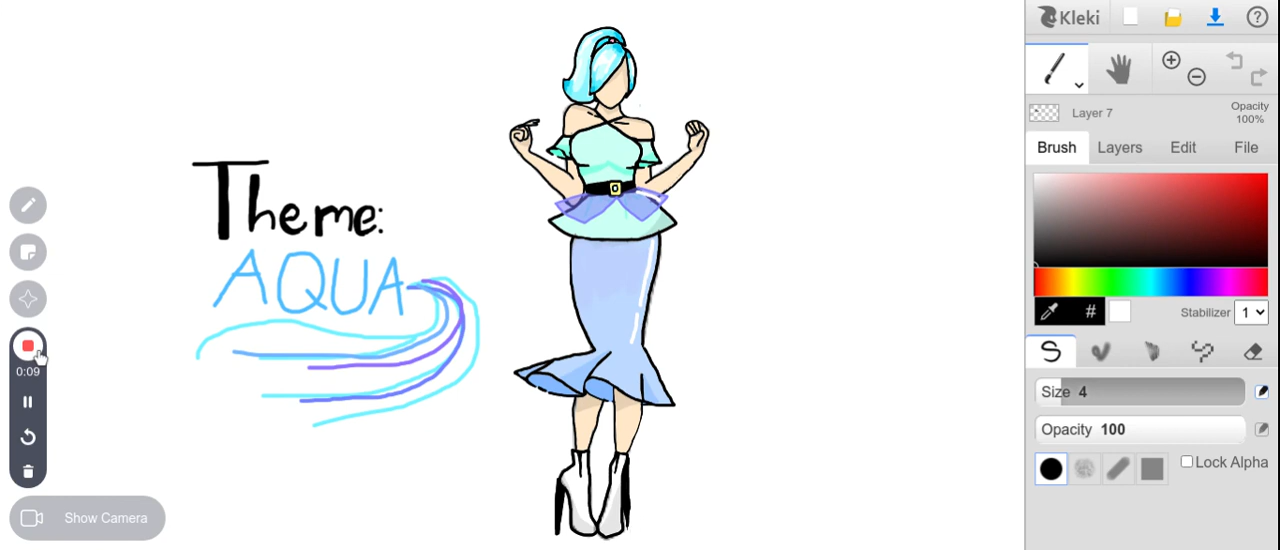 Kleki
Layer 7
Opacity
100%
Brush
Layers
Edit
File
Theme:
AQUA
# 
Stabilizer 1
0:09
Size 4
Opacity 100
Lock Alpha
Show Camera